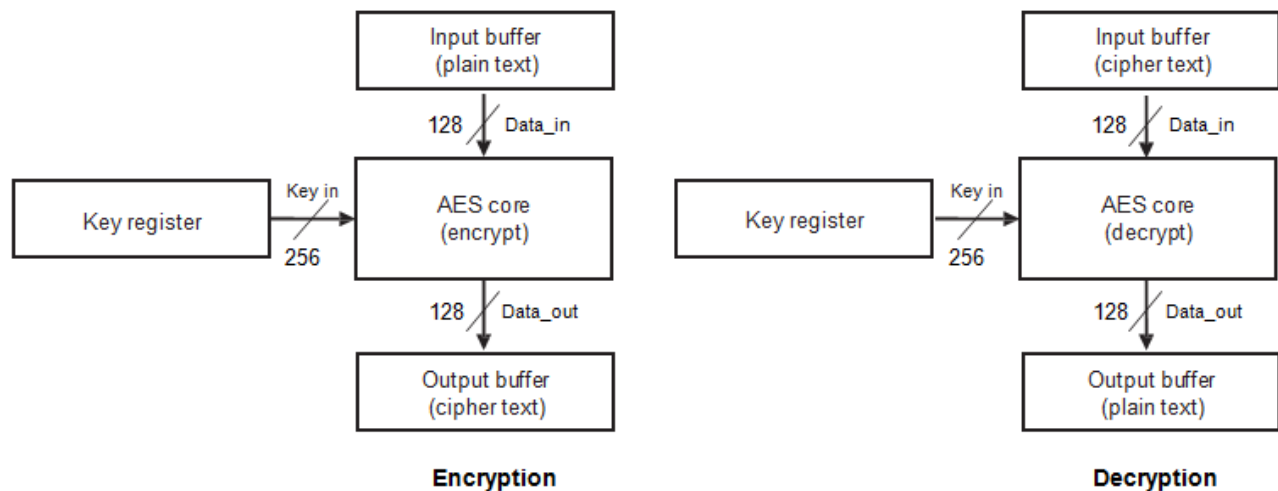 Input buffer
(plain text)
128
Data_in
Key register
Key in
256
AES core
(encrypt)
128
Data_out
Output buffer
(cipher text)
Encryption
Input buffer
(cipher text)
128
Data_in
Key register
Key in
256
AES core
(decrypt)
128
Data_out
Output buffer
(plain text)
Decryption